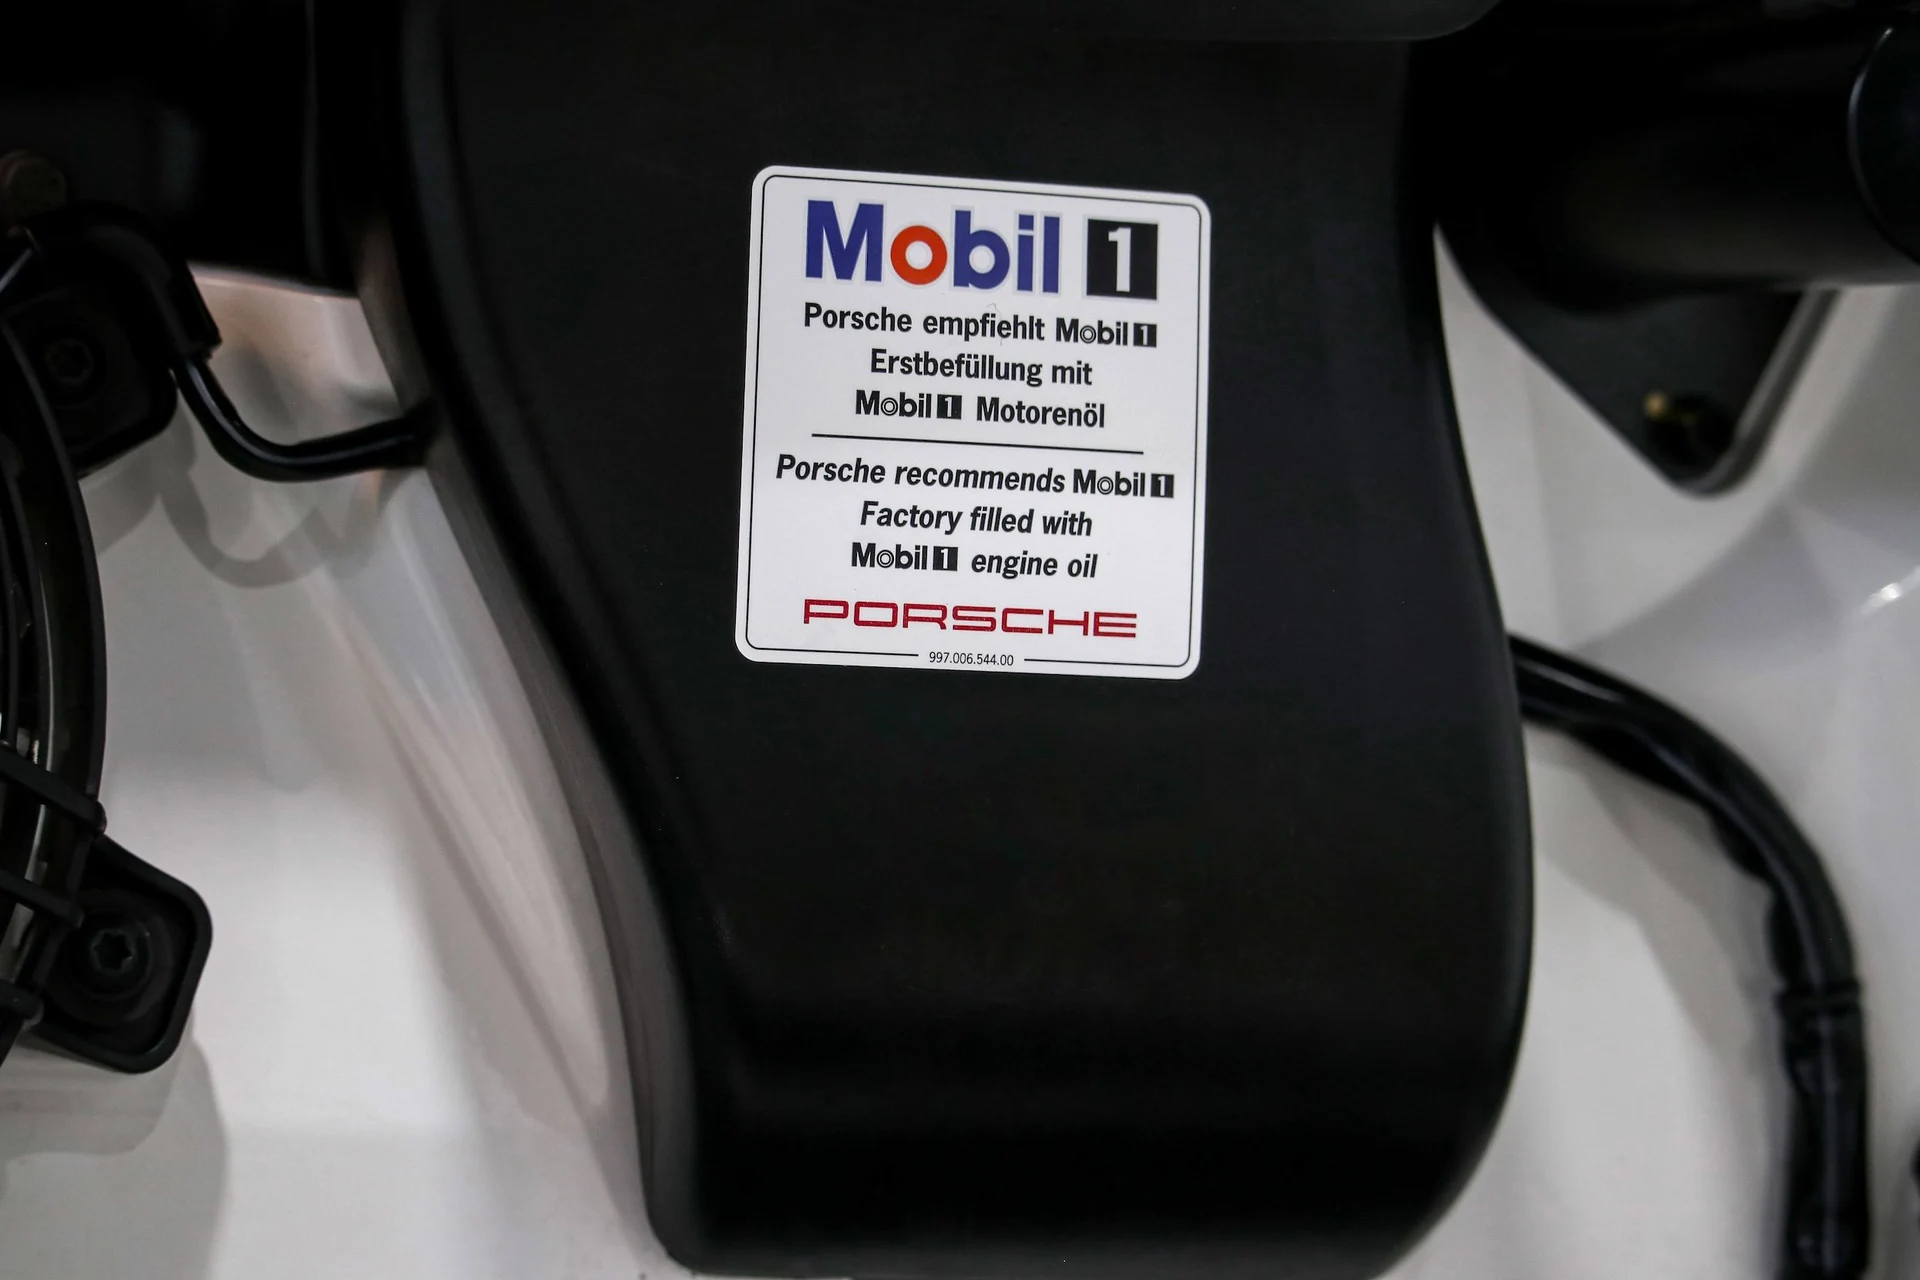 Mobil 1
Porsche empfiehlt Mobil 1
Erstbefüllung mit
Mobil 1 Motorenöl
Porsche recommends Mobil 1
Factory filled with
Mobil 1 engine oil
PORSCHE
997.006.544.00